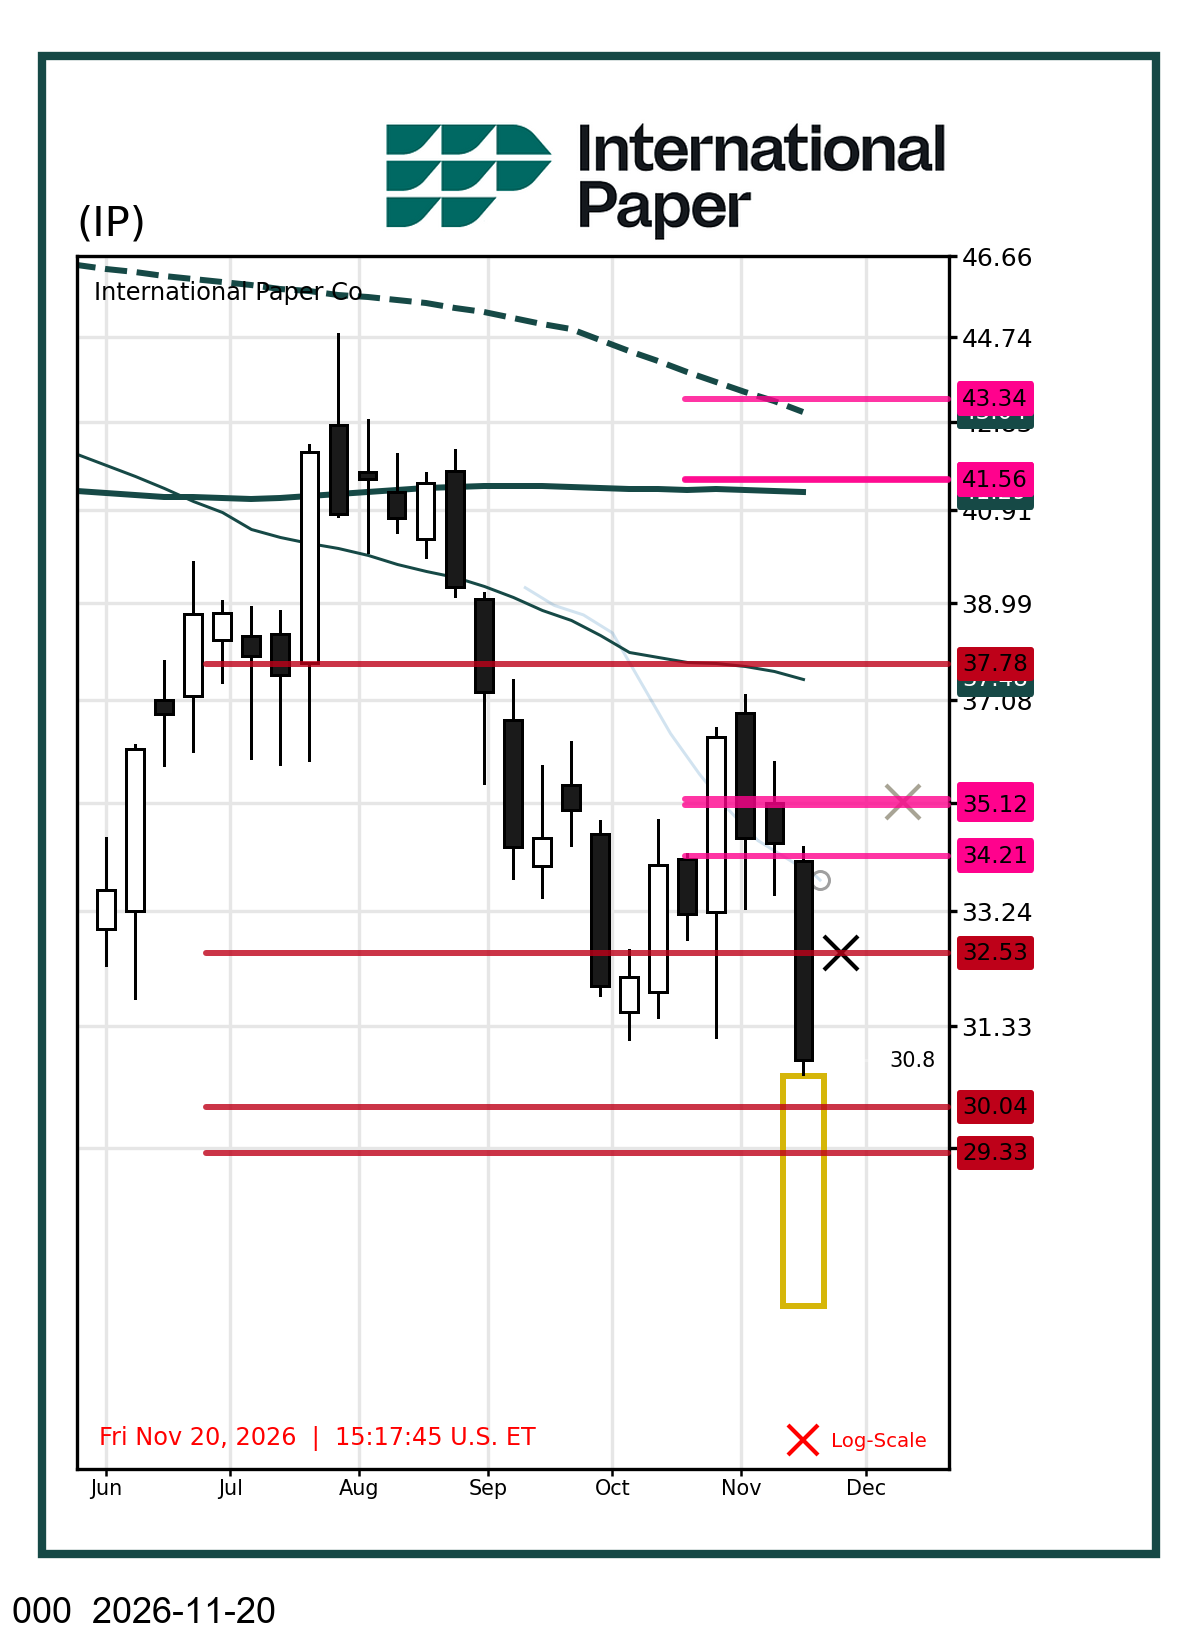 International
Paper
(IP)
International Paper Co
46.66
44.74
43.34
41.56
40.91
38.99
37.78
37.08
35.12
34.21
33.24
32.53
31.33
30.8
30.04
29.33
Fri Nov 20, 2026 | 15:17:45 U.S. ET
Log-Scale
Jun Jul Aug Sep Oct Nov Dec
000 2026-11-20